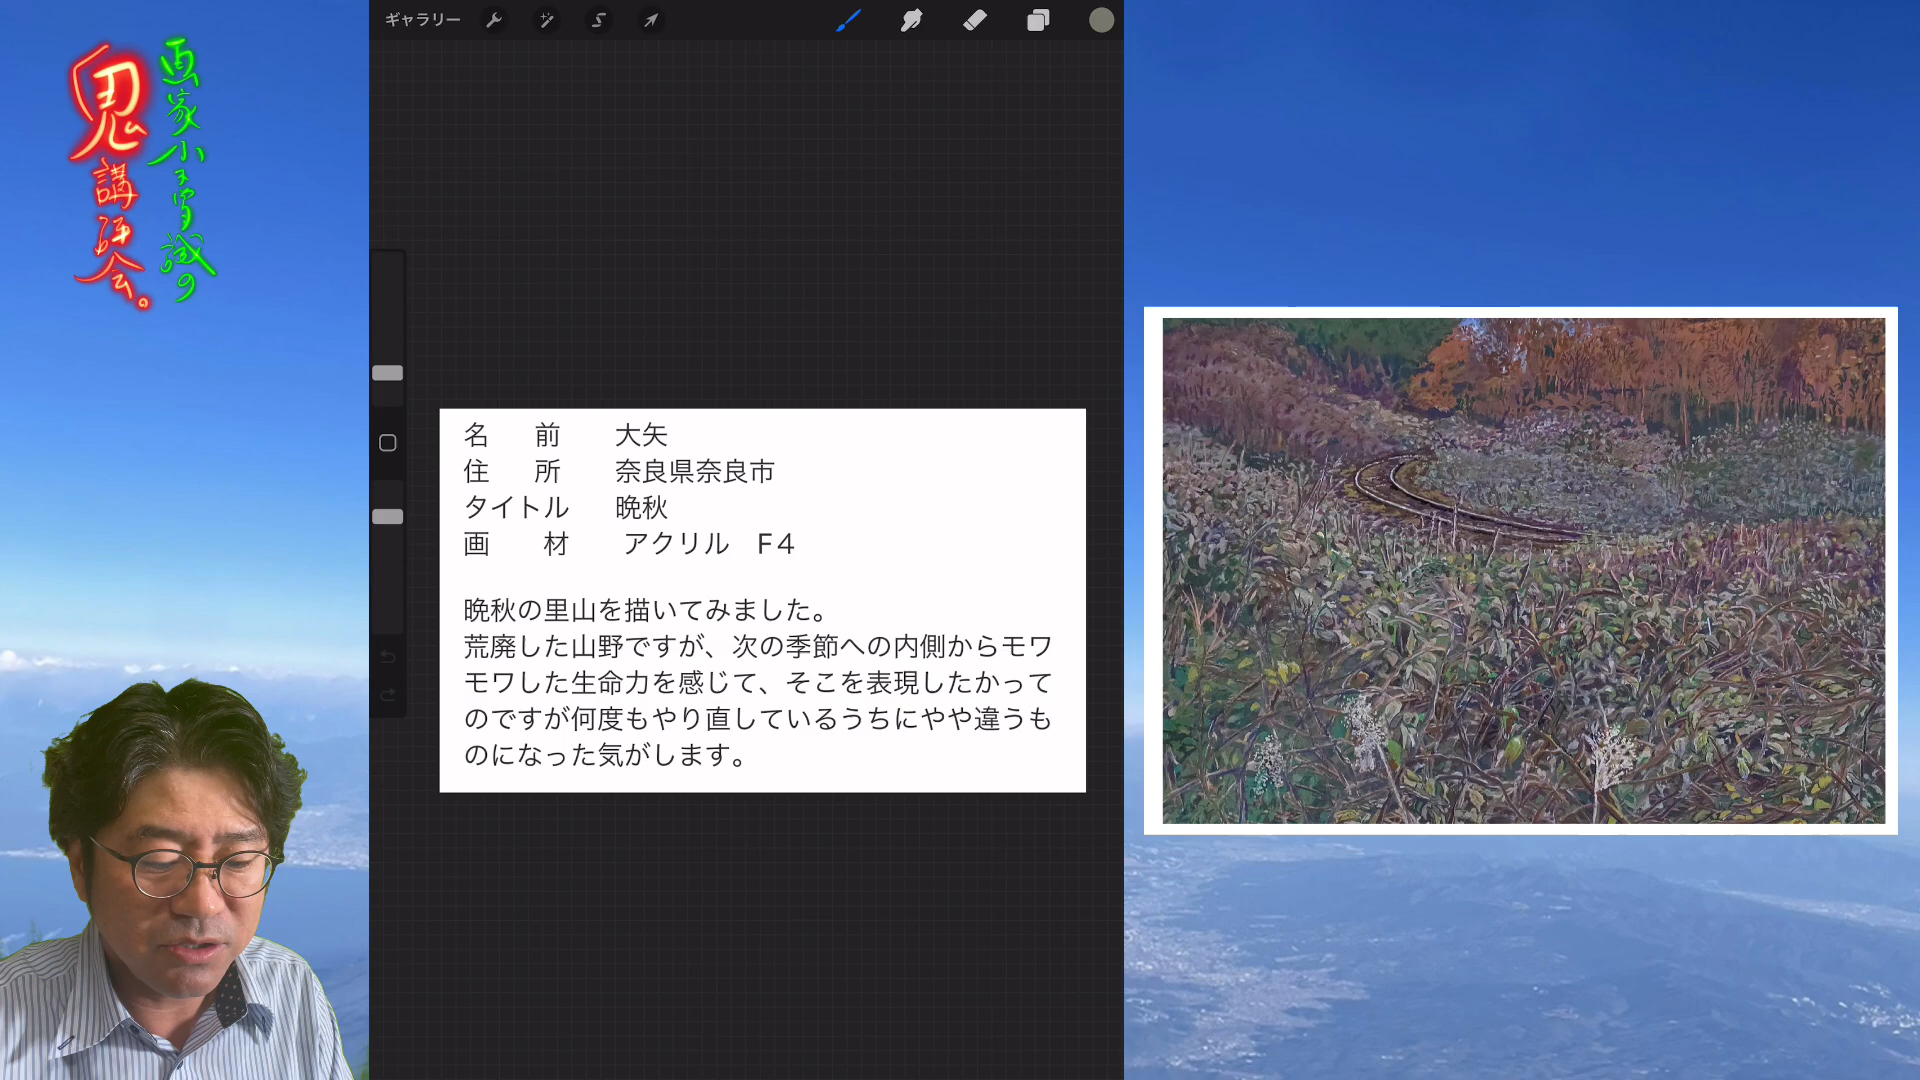 画家小笠貫誠の
鬼講評会。
ギャラリー
名　前　大矢
住　所　奈良県奈良市
タイトル　晩秋
画　材　アクリル　F４
晩秋の里山を描いてみました。
荒廃した山野ですが、次の季節への内側からモワ
モワした生命力を感じて、そこを表現したかって
のですが何度もやり直しているうちにやや違うも
のになった気がします。